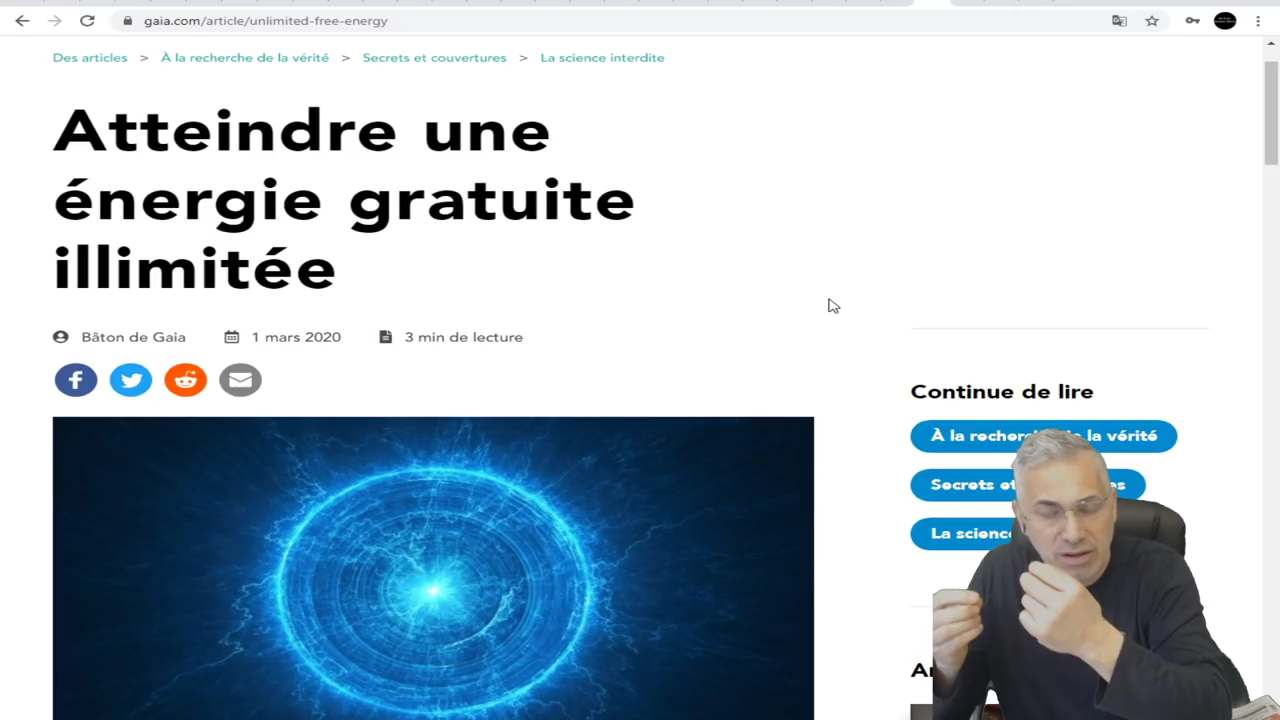 gaia.com/article/unlimited-free-energy
Des articles > À la recherche de la vérité > Secrets et couvertures > La science interdite
Atteindre une
énergie gratuite
illimitée
Bâton de Gaia 1 mars 2020 3 min de lecture
Continue de lire
À la recherche de la vérité
Secrets et
La science